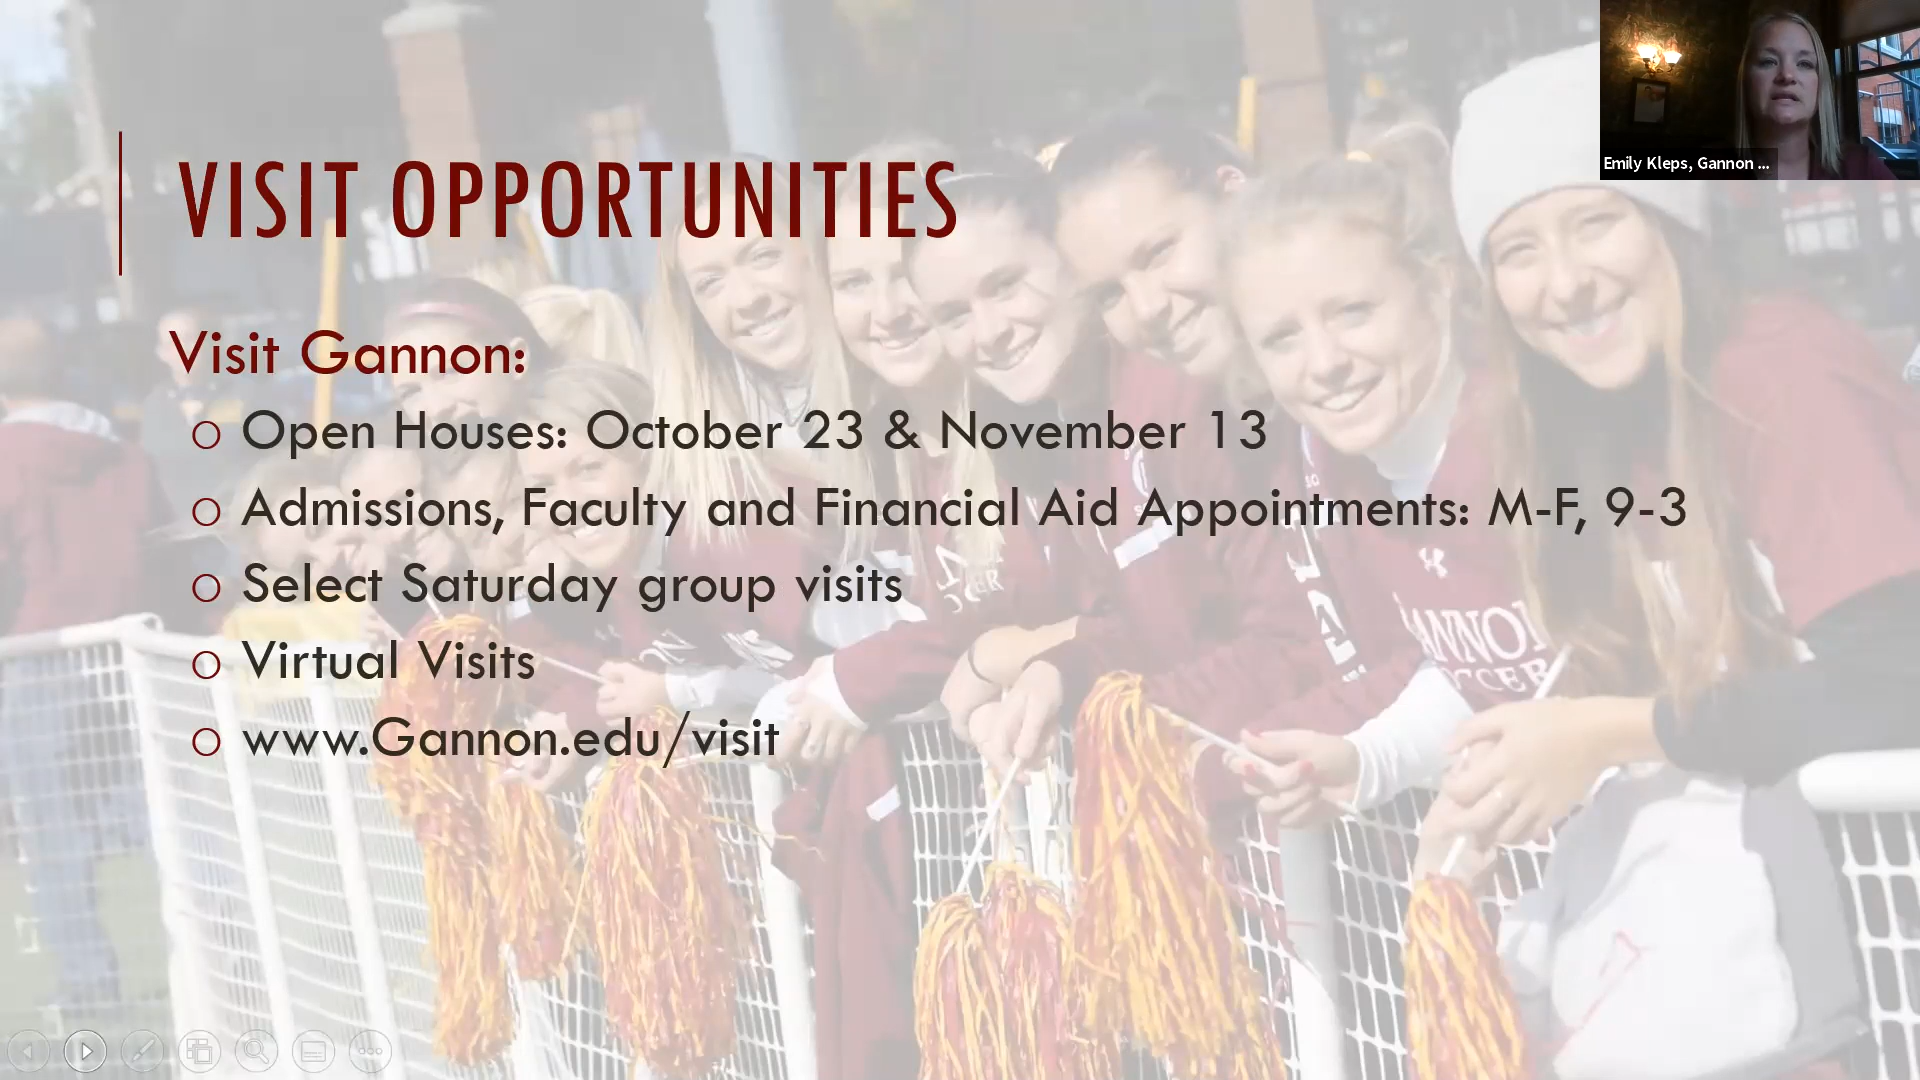 Emily Kleps, Gannon ...
VISIT OPPORTUNITIES
Visit Gannon:
Open Houses: October 23 & November 13
Admissions, Faculty and Financial Aid Appointments: M-F, 9-3
Select Saturday group visits
Virtual Visits
www.Gannon.edu/visit